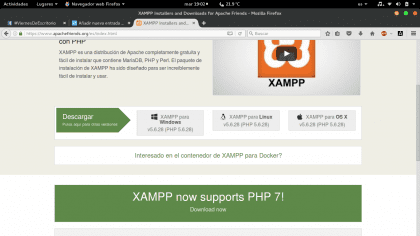 Actividades Lugares Navegador web Firefox mar 19:02 21.9 °C es
XAMPP Installers and Downloads for Apache Friends - Mozilla Firefox
#ViernesDeEscritorio Añadir nueva entrada XAMPP Installers and
https://www.apachefriends.org/es/index.html
con PHP
XAMPP es una distribución de Apache completamente gratuita y
fácil de instalar que contiene MariaDB, PHP y Perl. El paquete de
instalación de XAMPP ha sido diseñado para ser increíblemente
fácil de instalar y usar.
XAMPP
Descargar
Pulsa aquí para otras versiones
XAMPP para
Windows
v5.6.28 (PHP 5.6.28)
XAMPP para Linux
v5.6.28 (PHP 5.6.28)
XAMPP para OS X
v5.6.28 (PHP 5.6.28)
Interesado en el contenedor de XAMPP para Docker?
XAMPP now supports PHP 7!
Download now